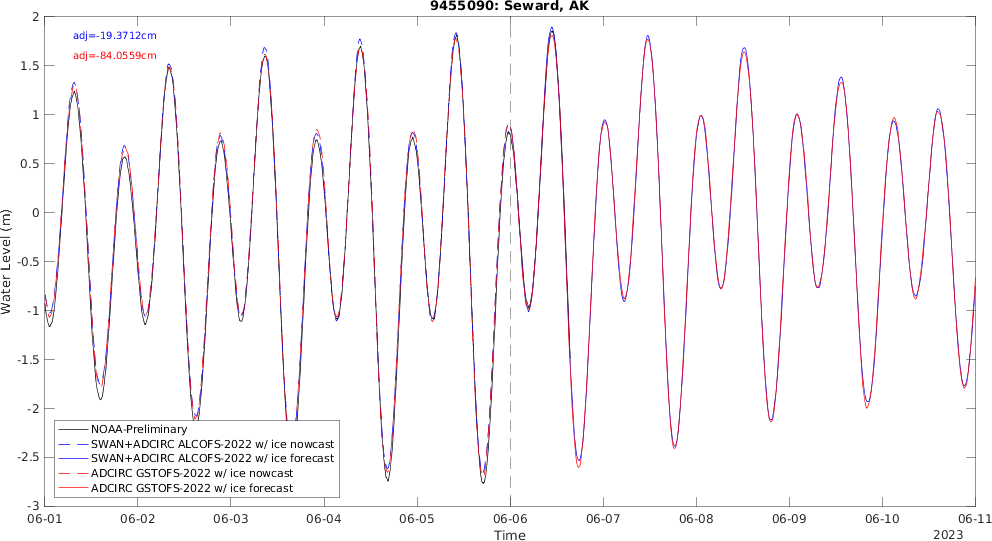 9455090: Seward, AK
adj=-19.3712cm
adj=-84.0559cm
2
1.5
1
0.5
0
-0.5
-1
-1.5
-2
-2.5
-3
Water Level (m)
NOAA-Preliminary
SWAN+ADCIRC ALCOFS-2022 w/ ice nowcast
SWAN+ADCIRC ALCOFS-2022 w/ ice forecast
ADCIRC GSTOFS-2022 w/ ice nowcast
ADCIRC GSTOFS-2022 w/ ice forecast
06-01 06-02 06-03 06-04 06-05 06-06 06-07 06-08 06-09 06-10 06-11
Time
2023